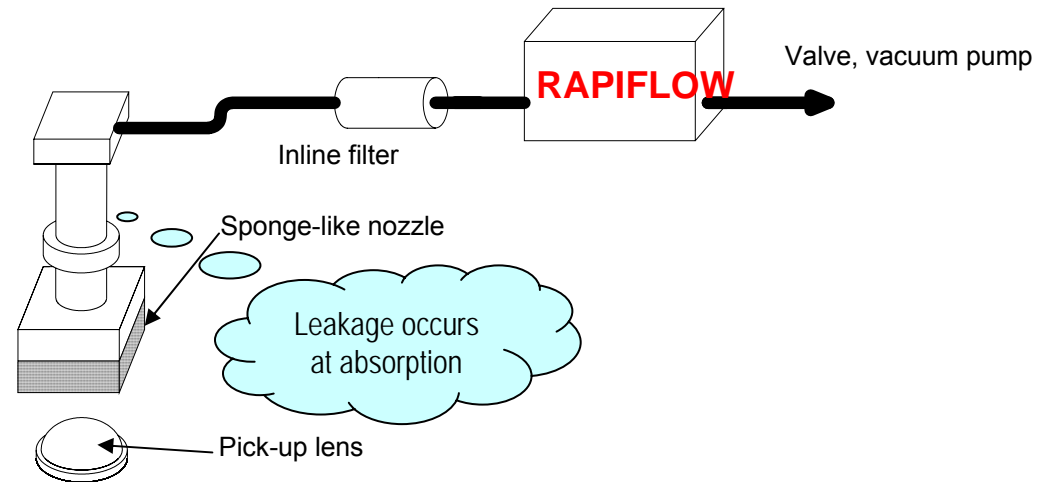 Valve, vacuum pump
RAPIFLOW
Inline filter
Sponge-like nozzle
Leakage occurs
at absorption
Pick-up lens